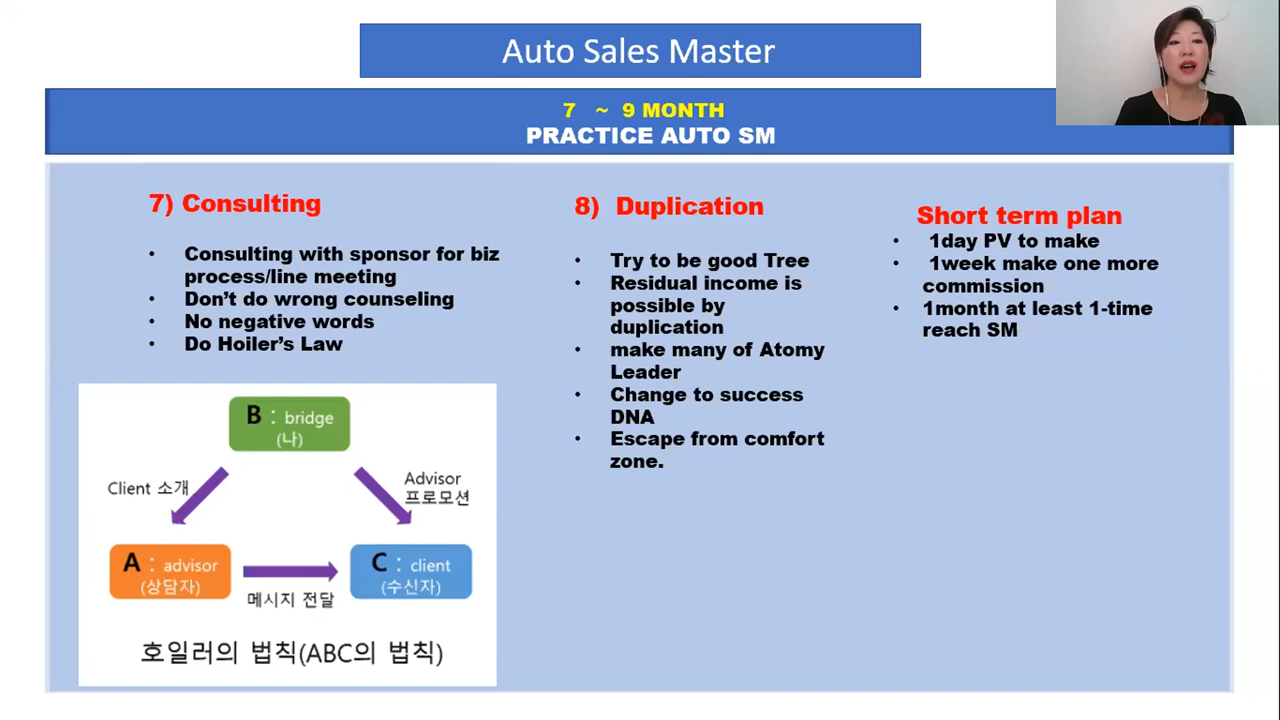 Auto Sales Master
7 ~ 9 MONTH
PRACTICE AUTO SM
7) Consulting
• Consulting with sponsor for biz
process/line meeting
• Don’t do wrong counseling
• No negative words
• Do Hoiler’s Law
B : bridge
(나)
Client 소개
Advisor
프로모션
A : advisor
(상담자)
메시지 전달
C : client
(수신자)
호일러의 법칙(ABC의 법칙)
8) Duplication
• Try to be good Tree
• Residual income is
possible by
duplication
• make many of Atomy
Leader
• Change to success
DNA
• Escape from comfort
zone.
Short term plan
• 1day PV to make
• 1week make one more
commission
• 1month at least 1-time
reach SM